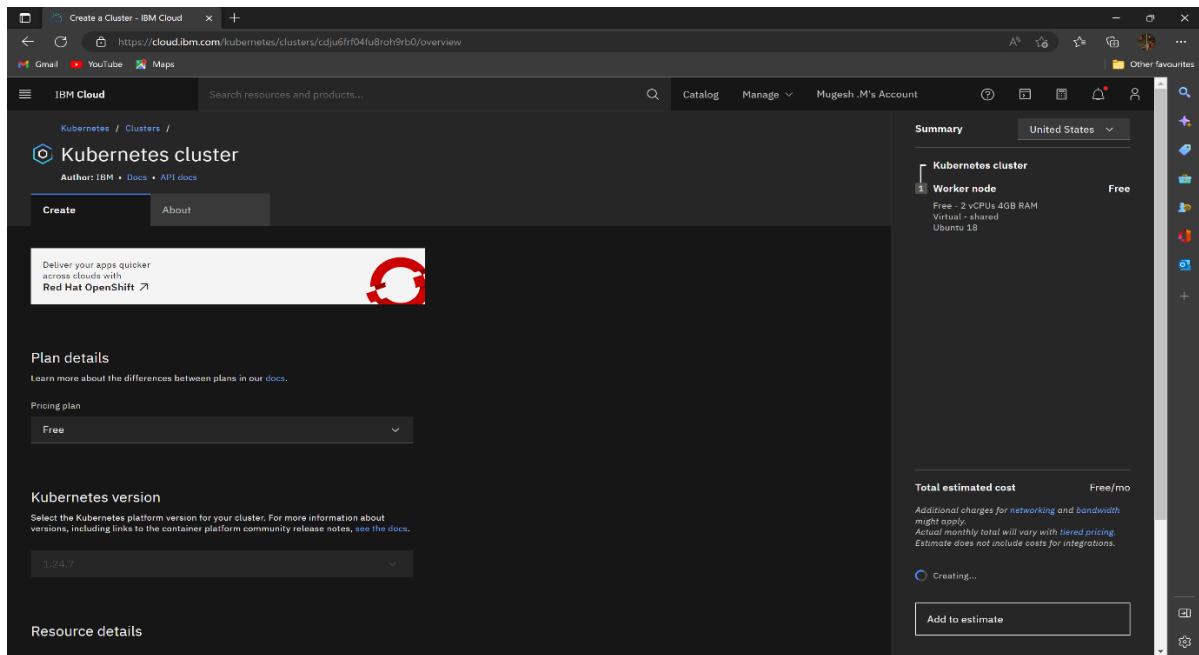 Create a Cluster - IBM Cloud
https://cloud.ibm.com/kubernetes/clusters/cdju6frf04fu8roh9rb0/overview
Gmail YouTube Maps Other favourites
IBM Cloud Search resources and products... Catalog Manage Mugesh .M's Account
Kubernetes / Clusters /
Kubernetes cluster
Author: IBM • Docs • API docs
Create About
Deliver your apps quicker
across clouds with
Red Hat OpenShift
Plan details
Learn more about the differences between plans in our docs.
Pricing plan
Free
Kubernetes version
Select the Kubernetes platform version for your cluster. For more information about
versions, including links to the container platform community release notes, see the docs.
1.24.7
Resource details
Summary United States
Kubernetes cluster
1 Worker node Free
Free - 2 vCPUs 4GB RAM
Virtual - shared
Ubuntu 18
Total estimated cost Free/mo
Additional charges for networking and bandwidth
might apply.
Actual monthly total will vary with tiered pricing.
Estimate does not include costs for integrations.
Creating...
Add to estimate